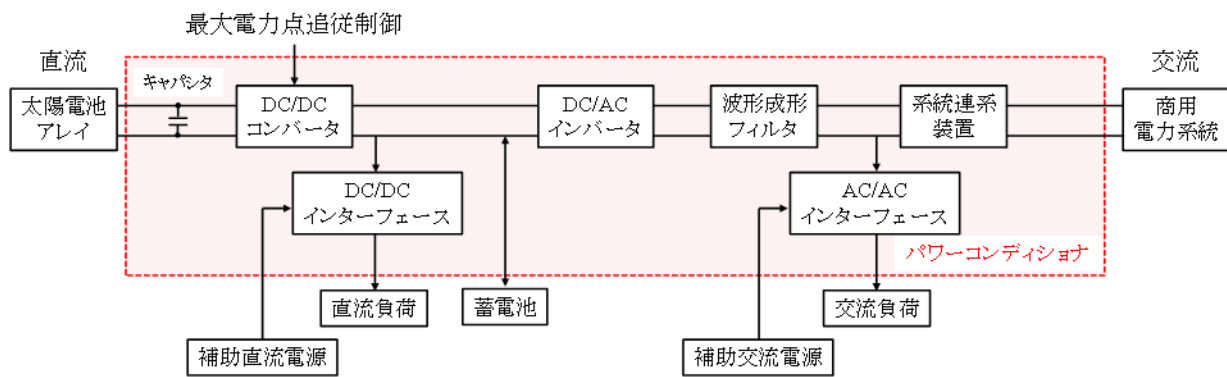 最大電力点追従制御
直流
交流
キャパシタ
太陽電池
アレイ
DC/DC
コンバータ
DC/AC
インバータ
波形成形
フィルタ
系統連系
装置
商用
電力系統
DC/DC
インターフェース
AC/AC
インターフェース
パワーコンディショナ
直流負荷
蓄電池
交流負荷
補助直流電源
補助交流電源